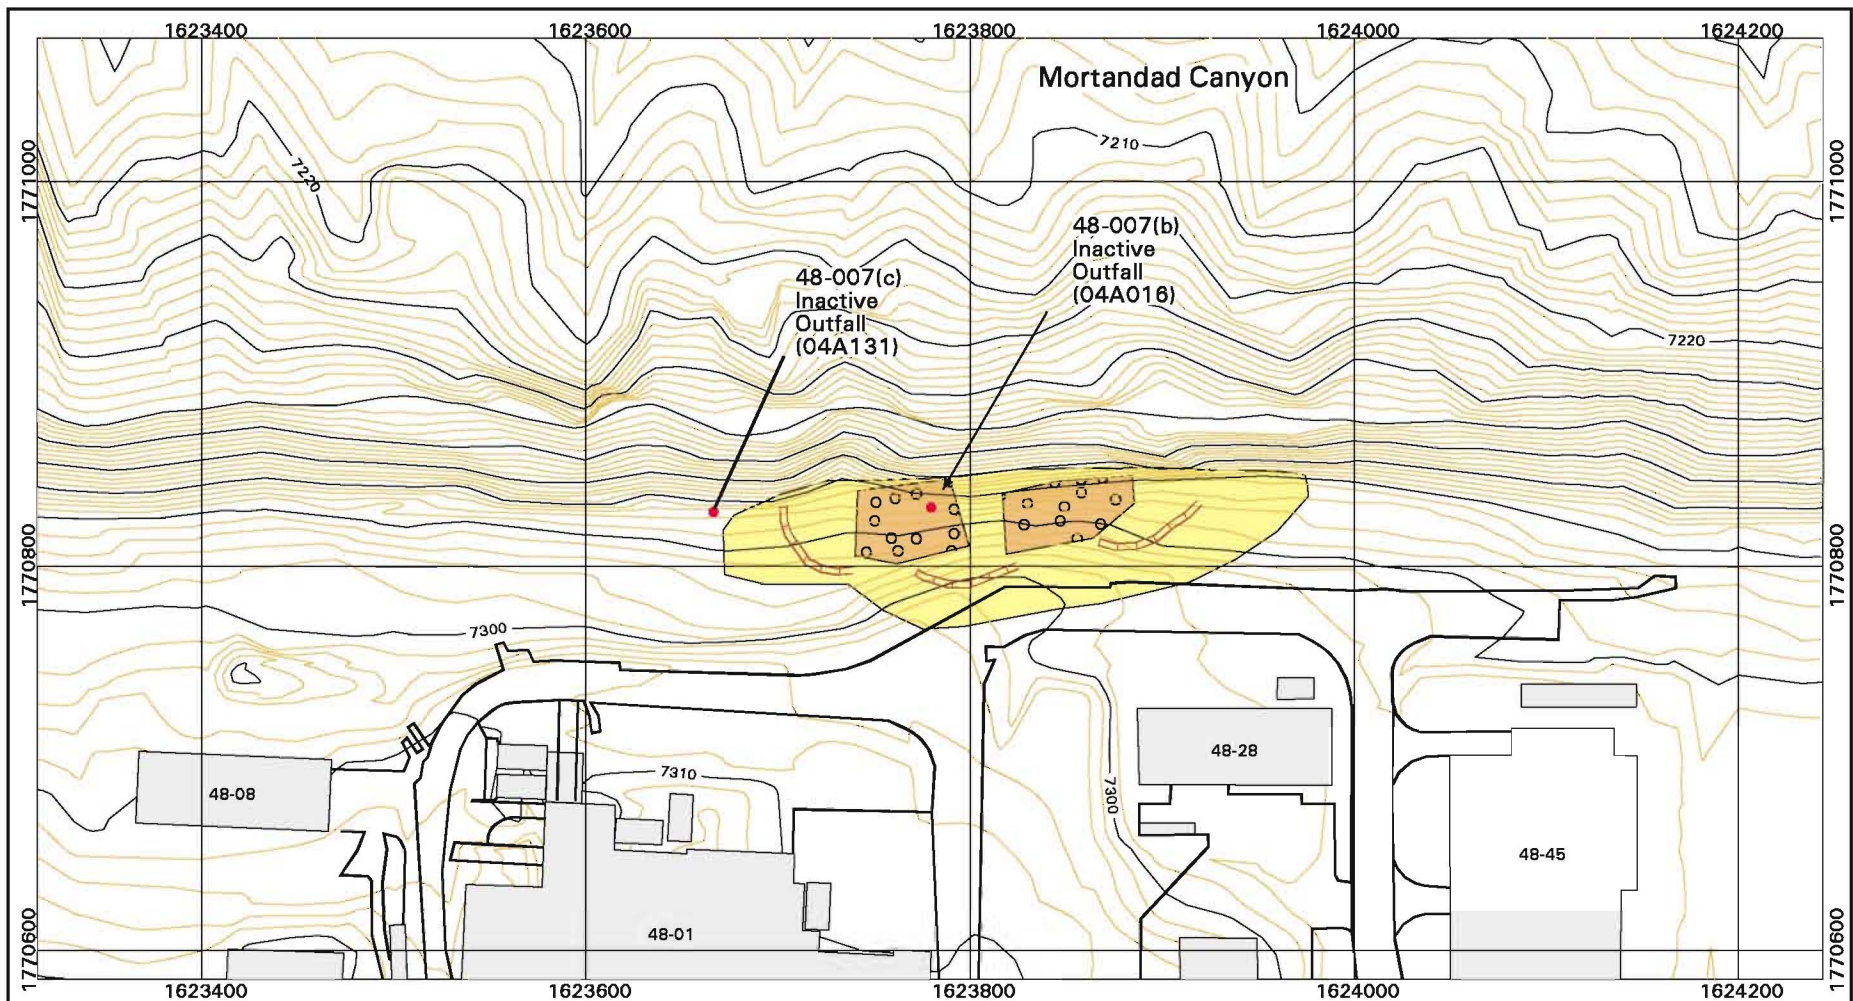 1623400 1623600 1623800 1624000 1624200
Mortandad Canyon
1771000
7220
7210
1771000
48-007(b)
Inactive
Outfall
(04A016)
48-007(c)
Inactive
Outfall
(04A131)
7220
1770800
1770800
7300
48-08
7310
48-28
7300
48-45
48-01
1770600
1770600
1623400 1623600 1623800 1624000 1624200